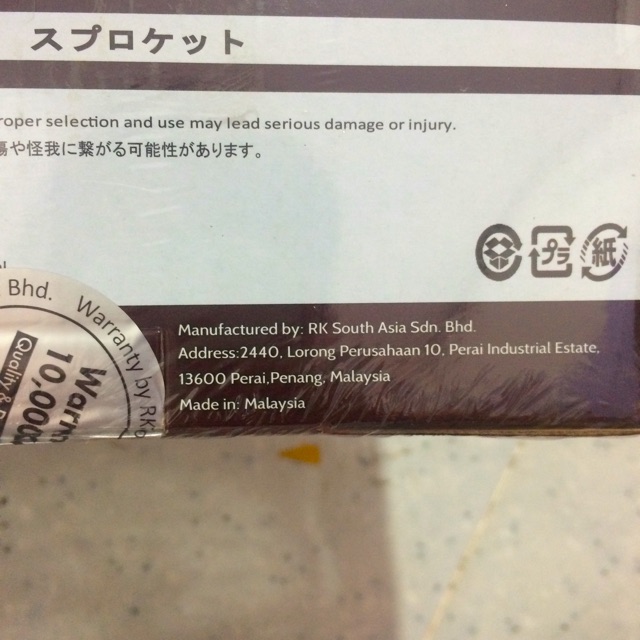 スプロケット
roper selection and use may lead serious damage or injury.
傷や怪我に繋がる可能性があります。
プラ
紙
Bhd. Warranty by RK
10,000
Quality &
Manufactured by: RK South Asia Sdn. Bhd.
Address:2440, Lorong Perusahaan 10, Perai Industrial Estate,
13600 Perai,Penang, Malaysia
Made in: Malaysia